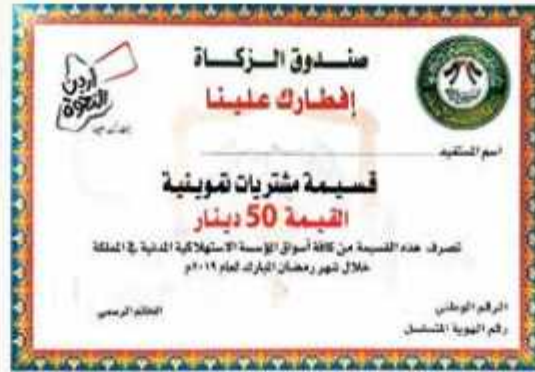 صندوق الزكاة
إفطارك علينا
أردن
النخوة
اسم المستفيد
قسيمة مشتريات تموينية
القيمة 50 دينار
تصرف هذه القسيمة من كافة أسواق المؤسسة الاستهلاكية المدنية في المملكة
خلال شهر رمضان المبارك لعام ٢٠١٩م
الرقم الوطني
الخاتم الرسمي
رقم الهوية المتسلسل